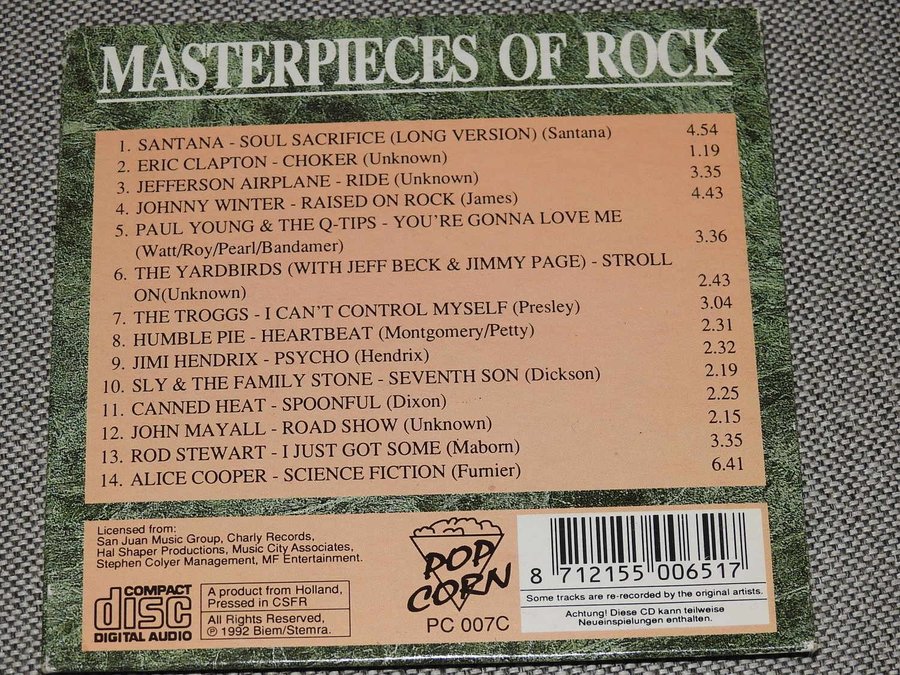 MASTERPIECES OF ROCK
1. SANTANA - SOUL SACRIFICE (LONG VERSION) (Santana) 4.54
2. ERIC CLAPTON - CHOKER (Unknown) 1.19
3. JEFFERSON AIRPLANE - RIDE (Unknown) 3.35
4. JOHNNY WINTER - RAISED ON ROCK (James) 4.43
5. PAUL YOUNG & THE Q-TIPS - YOU'RE GONNA LOVE ME
(Watt/Roy/Pearl/Bandamer) 3.36
6. THE YARDBIRDS (WITH JEFF BECK & JIMMY PAGE) - STROLL
ON(Unknown) 2.43
7. THE TROGGS - I CAN'T CONTROL MYSELF (Presley) 3.04
8. HUMBLE PIE - HEARTBEAT (Montgomery/Petty) 2.31
9. JIMI HENDRIX - PSYCHO (Hendrix) 2.32
10. SLY & THE FAMILY STONE - SEVENTH SON (Dickson) 2.19
11. CANNED HEAT - SPOONFUL (Dixon) 2.25
12. JOHN MAYALL - ROAD SHOW (Unknown) 2.15
13. ROD STEWART - I JUST GOT SOME (Maborn) 3.35
14. ALICE COOPER - SCIENCE FICTION (Furnier) 6.41
Licensed from:
San Juan Music Group, Charly Records,
Hal Shaper Productions, Music City Associates,
Stephen Colyer Management, MF Entertainment.
COMPACT
disc
DIGITAL AUDIO
A product from Holland,
Pressed in CSFR
All Rights Reserved,
℗ 1992 Biem/Stemra.
POP
CORN
PC 007C
8 712155 006517
Some tracks are re-recorded by the original artists.
Achtung! Diese CD kann teilweise
Neueinspielungen enthalten.